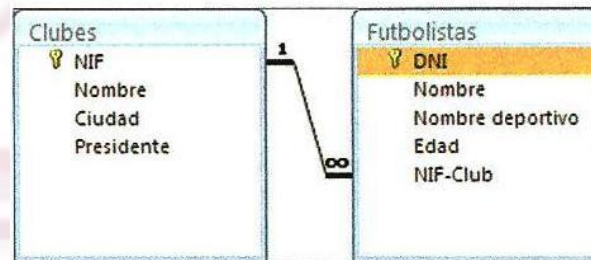 Clubes
NIF
Nombre
Ciudad
Presidente
1
∞
Futbolistas
DNI
Nombre
Nombre deportivo
Edad
NIF-Club